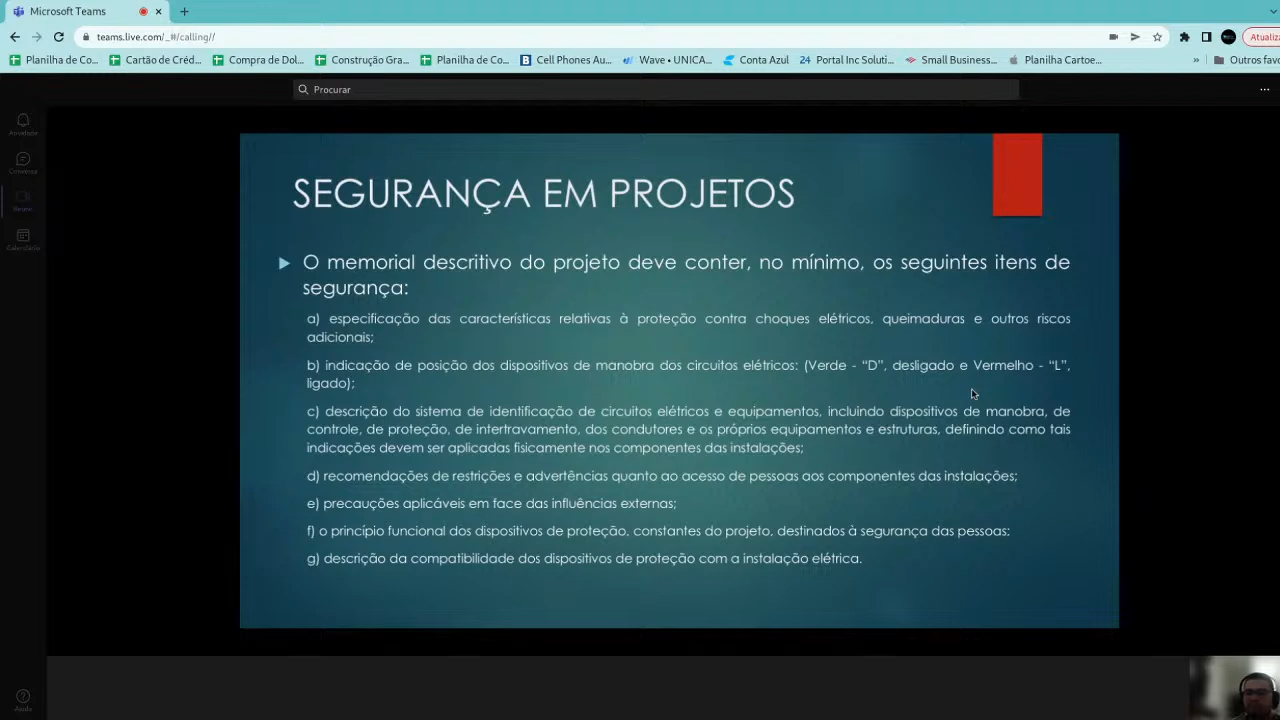 Microsoft Teams
teams.live.com/_#/calling//
Atualiza
Planilha de Co...
Cartão de Créd...
Compra de Dol...
Construção Gra...
Planilha de Co...
Cell Phones Au...
Wave • UNICA...
Conta Azul
24 Portal Inc Soluti...
Small Business...
Planilha Cartoe...
»
Outros fav
Procurar
Atividade
Conversa
Reuni...
Calendário
SEGURANÇA EM PROJETOS
O memorial descritivo do projeto deve conter, no mínimo, os seguintes itens de
segurança:
a) especificação das características relativas à proteção contra choques elétricos, queimaduras e outros riscos
adicionais;
b) indicação de posição dos dispositivos de manobra dos circuitos elétricos: (Verde - “D”, desligado e Vermelho - “L”,
ligado);
c) descrição do sistema de identificação de circuitos elétricos e equipamentos, incluindo dispositivos de manobra, de
controle, de proteção, de intertravamento, dos condutores e os próprios equipamentos e estruturas, definindo como tais
indicações devem ser aplicadas fisicamente nos componentes das instalações;
d) recomendações de restrições e advertências quanto ao acesso de pessoas aos componentes das instalações;
e) precauções aplicáveis em face das influências externas;
f) o princípio funcional dos dispositivos de proteção, constantes do projeto, destinados à segurança das pessoas:
g) descrição da compatibilidade dos dispositivos de proteção com a instalação elétrica.
Ajuda